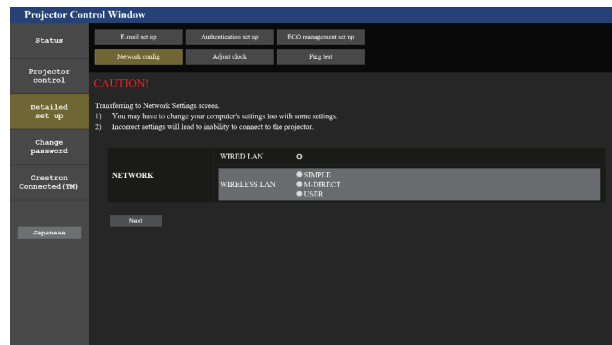 Projector Control Window
Status
Projector
control
Detailed
set up
Change
password
Crestron
Connected(TM)
Japanese
E-mail set up
Authentication set up
ECO management set up
Network config
Adjust clock
Ping test
CAUTION!
Transferring to Network Settings screen.
1) You may have to change your computer's settings too with some settings.
2) Incorrect settings will lead to inability to connect to the projector.
NETWORK
WIRED LAN
WIRELESS LAN
SIMPLE
M-DIRECT
USER
Next